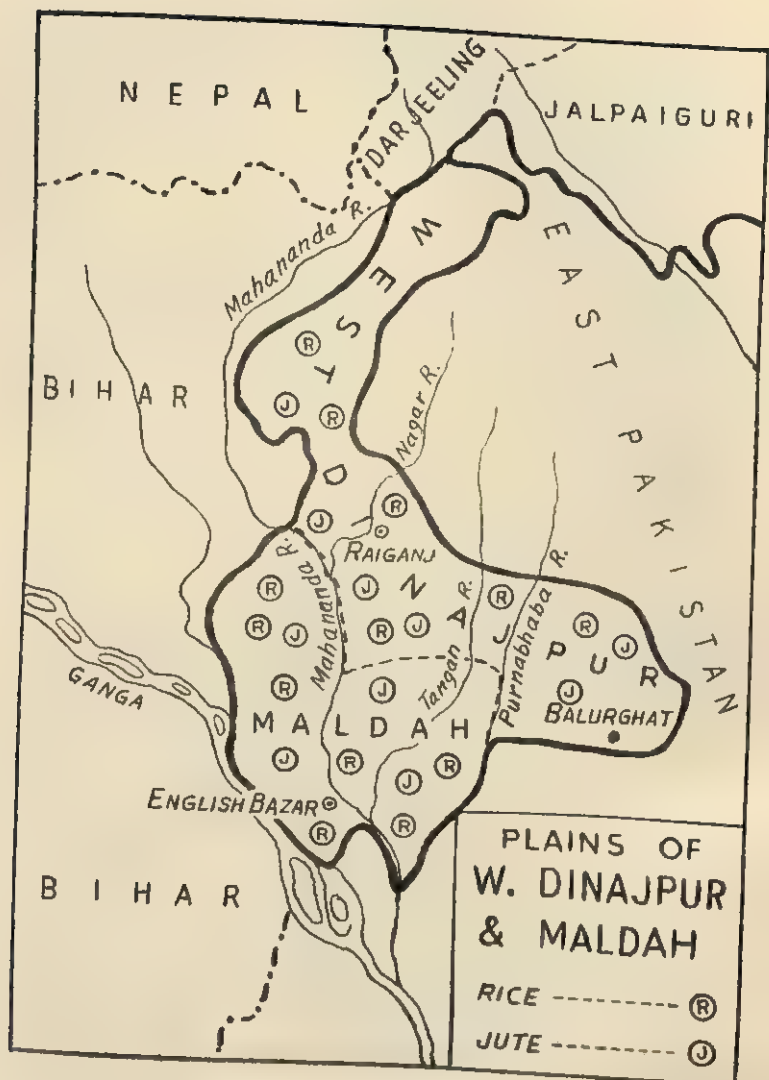 NEPAL
DARJEELING
JALPAIGURI
Mahananda R.
WEST DINAJPUR
EAST PAKISTAN
BIHAR
R
J
R
Nagar R.
J
R
RAIGANJ
Mahananda R.
R
J
R
R
J
R
J
R
J
Tangan R.
Purnabhaba R.
GANGA
R
J
J
BALURGHAT
MALDAH
J
R
J
R
ENGLISH BAZAR
R
R
BIHAR
PLAINS OF
W. DINAJPUR
& MALDAH
RICE ---------- R
JUTE ---------- J